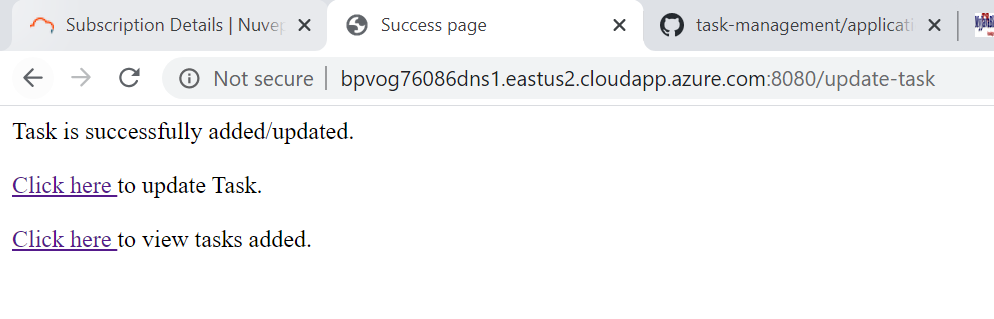 Subscription Details | Nuvep
Success page
task-management/applicati
Not secure | bpvog76086dns1.eastus2.cloudapp.azure.com:8080/update-task
Task is successfully added/updated.
Click here to update Task.
Click here to view tasks added.